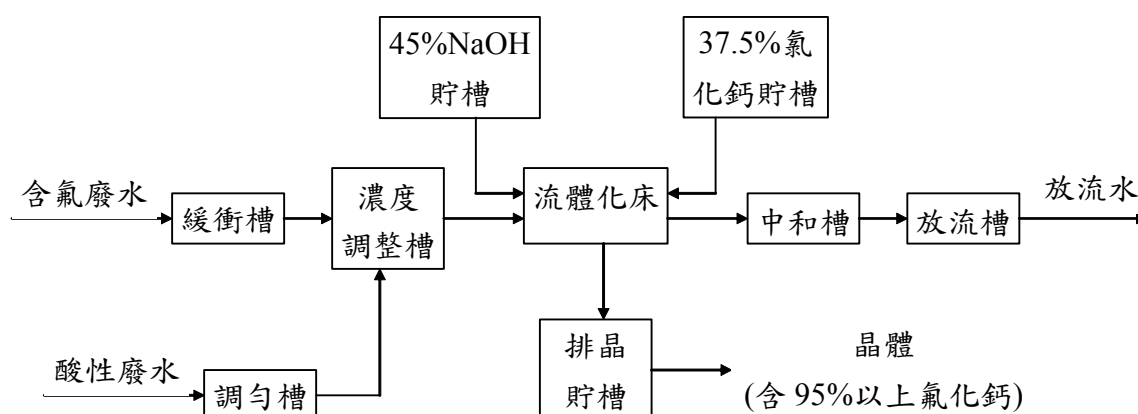 45%NaOH
貯槽
37.5%氯
化鈣貯槽
含氟廢水
緩衝槽
濃度
調整槽
流體化床
中和槽
放流槽
放流水
酸性廢水
調勻槽
排晶
貯槽
晶體
(含 95%以上氟化鈣)